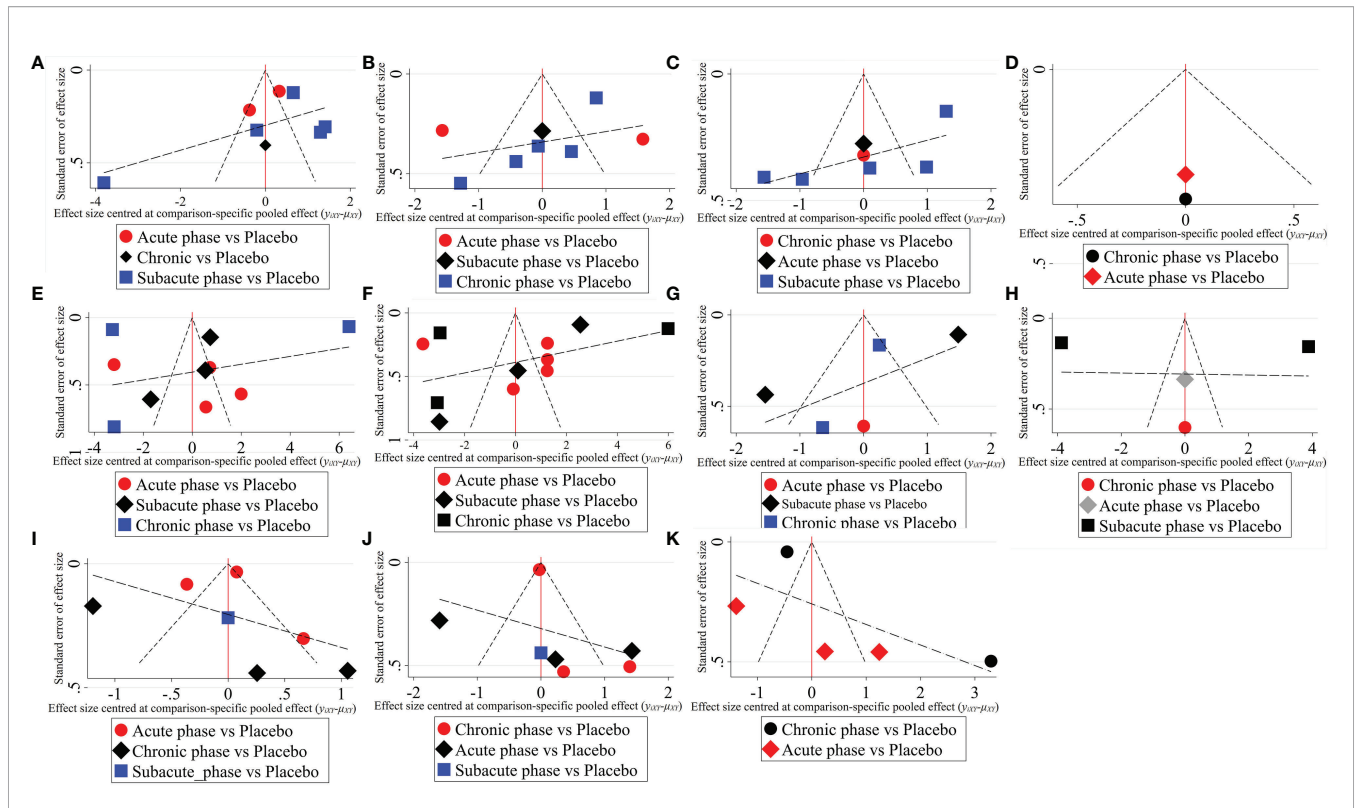 A
Standard error of effect size
0
.5
-4
-2
0
2
Effect size centred at comparison-specific pooled effect (yiXY-μXY)
Acute phase vs Placebo
Chronic vs Placebo
Subacute phase vs Placebo
B
Standard error of effect size
0
.5
-2
-1
0
1
2
Effect size centred at comparison-specific pooled effect (yiXY-μXY)
Acute phase vs Placebo
Subacute phase vs Placebo
Chronic phase vs Placebo
C
Standard error of effect size
0
.5
-2
-1
0
1
2
Effect size centred at comparison-specific pooled effect (yiXY-μXY)
Chronic phase vs Placebo
Acute phase vs Placebo
Subacute phase vs Placebo
D
Standard error of effect size
0
.5
-.5
0
.5
Effect size centred at comparison-specific pooled effect (yiXY-μXY)
Chronic phase vs Placebo
Acute phase vs Placebo
E
Standard error of effect size
0
.5
1
-4
-2
0
2
4
6
Effect size centred at comparison-specific pooled effect (yiXY-μXY)
Acute phase vs Placebo
Subacute phase vs Placebo
Chronic phase vs Placebo
F
Standard error of effect size
0
.5
1
-4
-2
0
2
4
6
Effect size centred at comparison-specific pooled effect (yiXY-μXY)
Acute phase vs Placebo
Subacute phase vs Placebo
Chronic phase vs Placebo
G
Standard error of effect size
0
.5
-2
-1
0
1
2
Effect size centred at comparison-specific pooled effect (yiXY-μXY)
Acute phase vs Placebo
Subacute phase vs Placebo
Chronic phase vs Placebo
H
Standard error of effect size
0
.5
-4
-2
0
2
4
Effect size centred at comparison-specific pooled effect (yiXY-μXY)
Chronic phase vs Placebo
Acute phase vs Placebo
Subacute phase vs Placebo
I
Standard error of effect size
0
.5
-1
-.5
0
.5
1
Effect size centred at comparison-specific pooled effect (yiXY-μXY)
Acute phase vs Placebo
Chronic phase vs Placebo
Subacute_phase vs Placebo
J
Standard error of effect size
0
.5
-2
-1
0
1
2
Effect size centred at comparison-specific pooled effect (yiXY-μXY)
Chronic phase vs Placebo
Acute phase vs Placebo
Subacute phase vs Placebo
K
Standard error of effect size
0
.5
-1
0
1
2
3
Effect size centred at comparison-specific pooled effect (yiXY-μXY)
Chronic phase vs Placebo
Acute phase vs Placebo